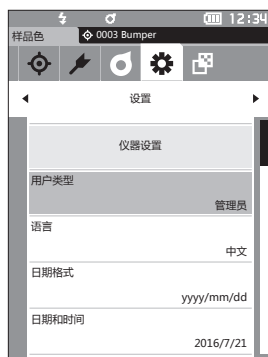 12:34
样品色 0003 Bumper
设置
仪器设置
用户类型
管理员
语言
中文
日期格式
yyyy/mm/dd
日期和时间
2016/7/21